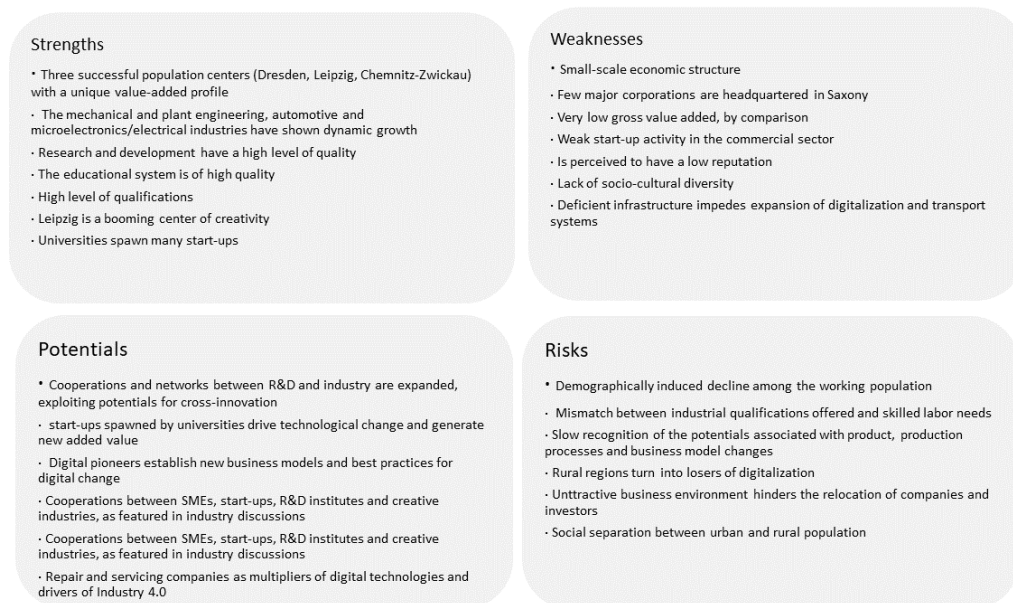 Strengths
• Three successful population centers (Dresden, Leipzig, Chemnitz-Zwickau)
with a unique value-added profile
· The mechanical and plant engineering, automotive and
microelectronics/electrical industries have shown dynamic growth
· Research and development have a high level of quality
· The educational system is of high quality
· High level of qualifications
· Leipzig is a booming center of creativity
· Universities spawn many start-ups
Weaknesses
• Small-scale economic structure
· Few major corporations are headquartered in Saxony
· Very low gross value added, by comparison
· Weak start-up activity in the commercial sector
· Is perceived to have a low reputation
· Lack of socio-cultural diversity
· Deficient infrastructure impedes expansion of digitalization and transport
systems
Potentials
• Cooperations and networks between R&D and industry are expanded,
exploiting potentials for cross-innovation
· start-ups spawned by universities drive technological change and generate
new added value
· Digital pioneers establish new business models and best practices for
digital change
· Cooperations between SMEs, start-ups, R&D institutes and creative
industries, as featured in industry discussions
· Cooperations between SMEs, start-ups, R&D institutes and creative
industries, as featured in industry discussions
· Repair and servicing companies as multipliers of digital technologies and
drivers of Industry 4.0
Risks
• Demographically induced decline among the working population
· Mismatch between industrial qualifications offered and skilled labor needs
· Slow recognition of the potentials associated with product, production
processes and business model changes
· Rural regions turn into losers of digitalization
· Unttractive business environment hinders the relocation of companies and
investors
· Social separation between urban and rural population